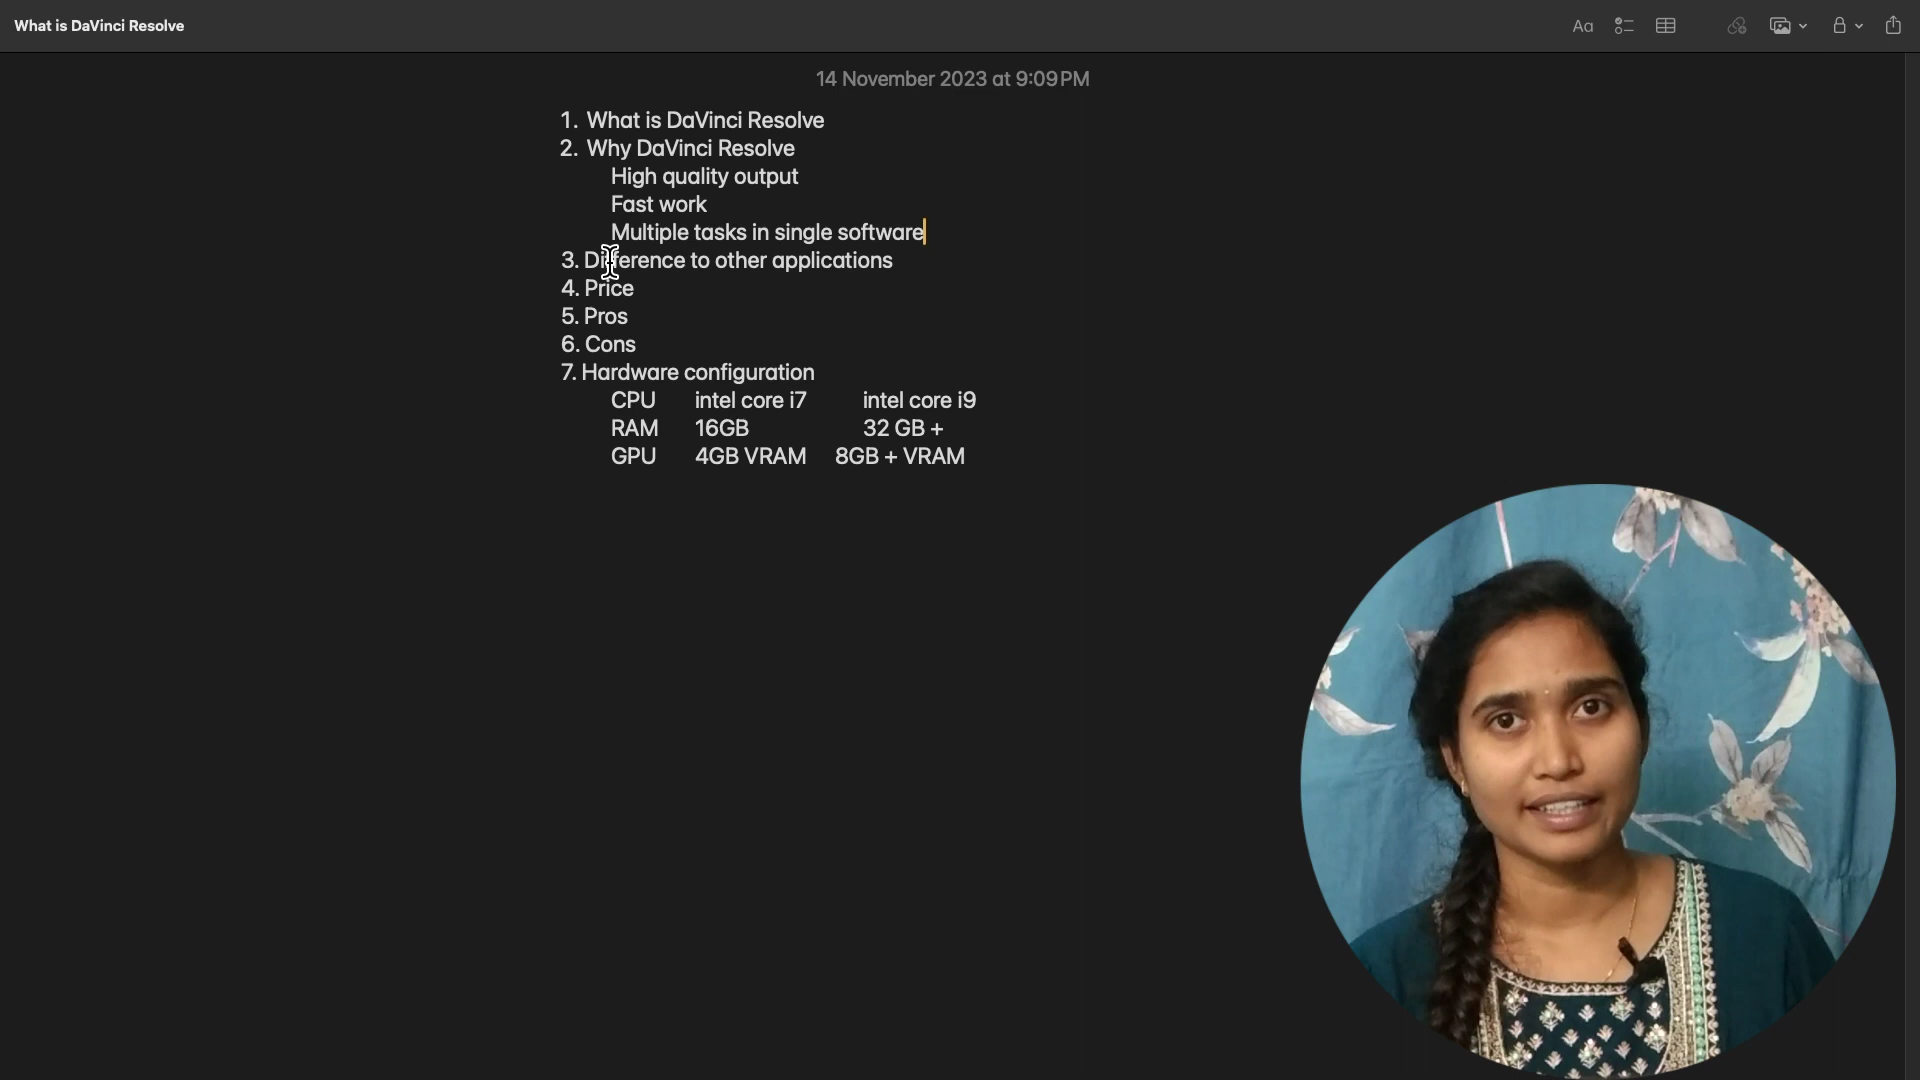 What is DaVinci Resolve
Aa
14 November 2023 at 9:09 PM
1. What is DaVinci Resolve
2. Why DaVinci Resolve
High quality output
Fast work
Multiple tasks in single software
3. Difference to other applications
4. Price
5. Pros
6. Cons
7. Hardware configuration
CPU intel core i7 intel core i9
RAM 16GB 32 GB +
GPU 4GB VRAM 8GB + VRAM